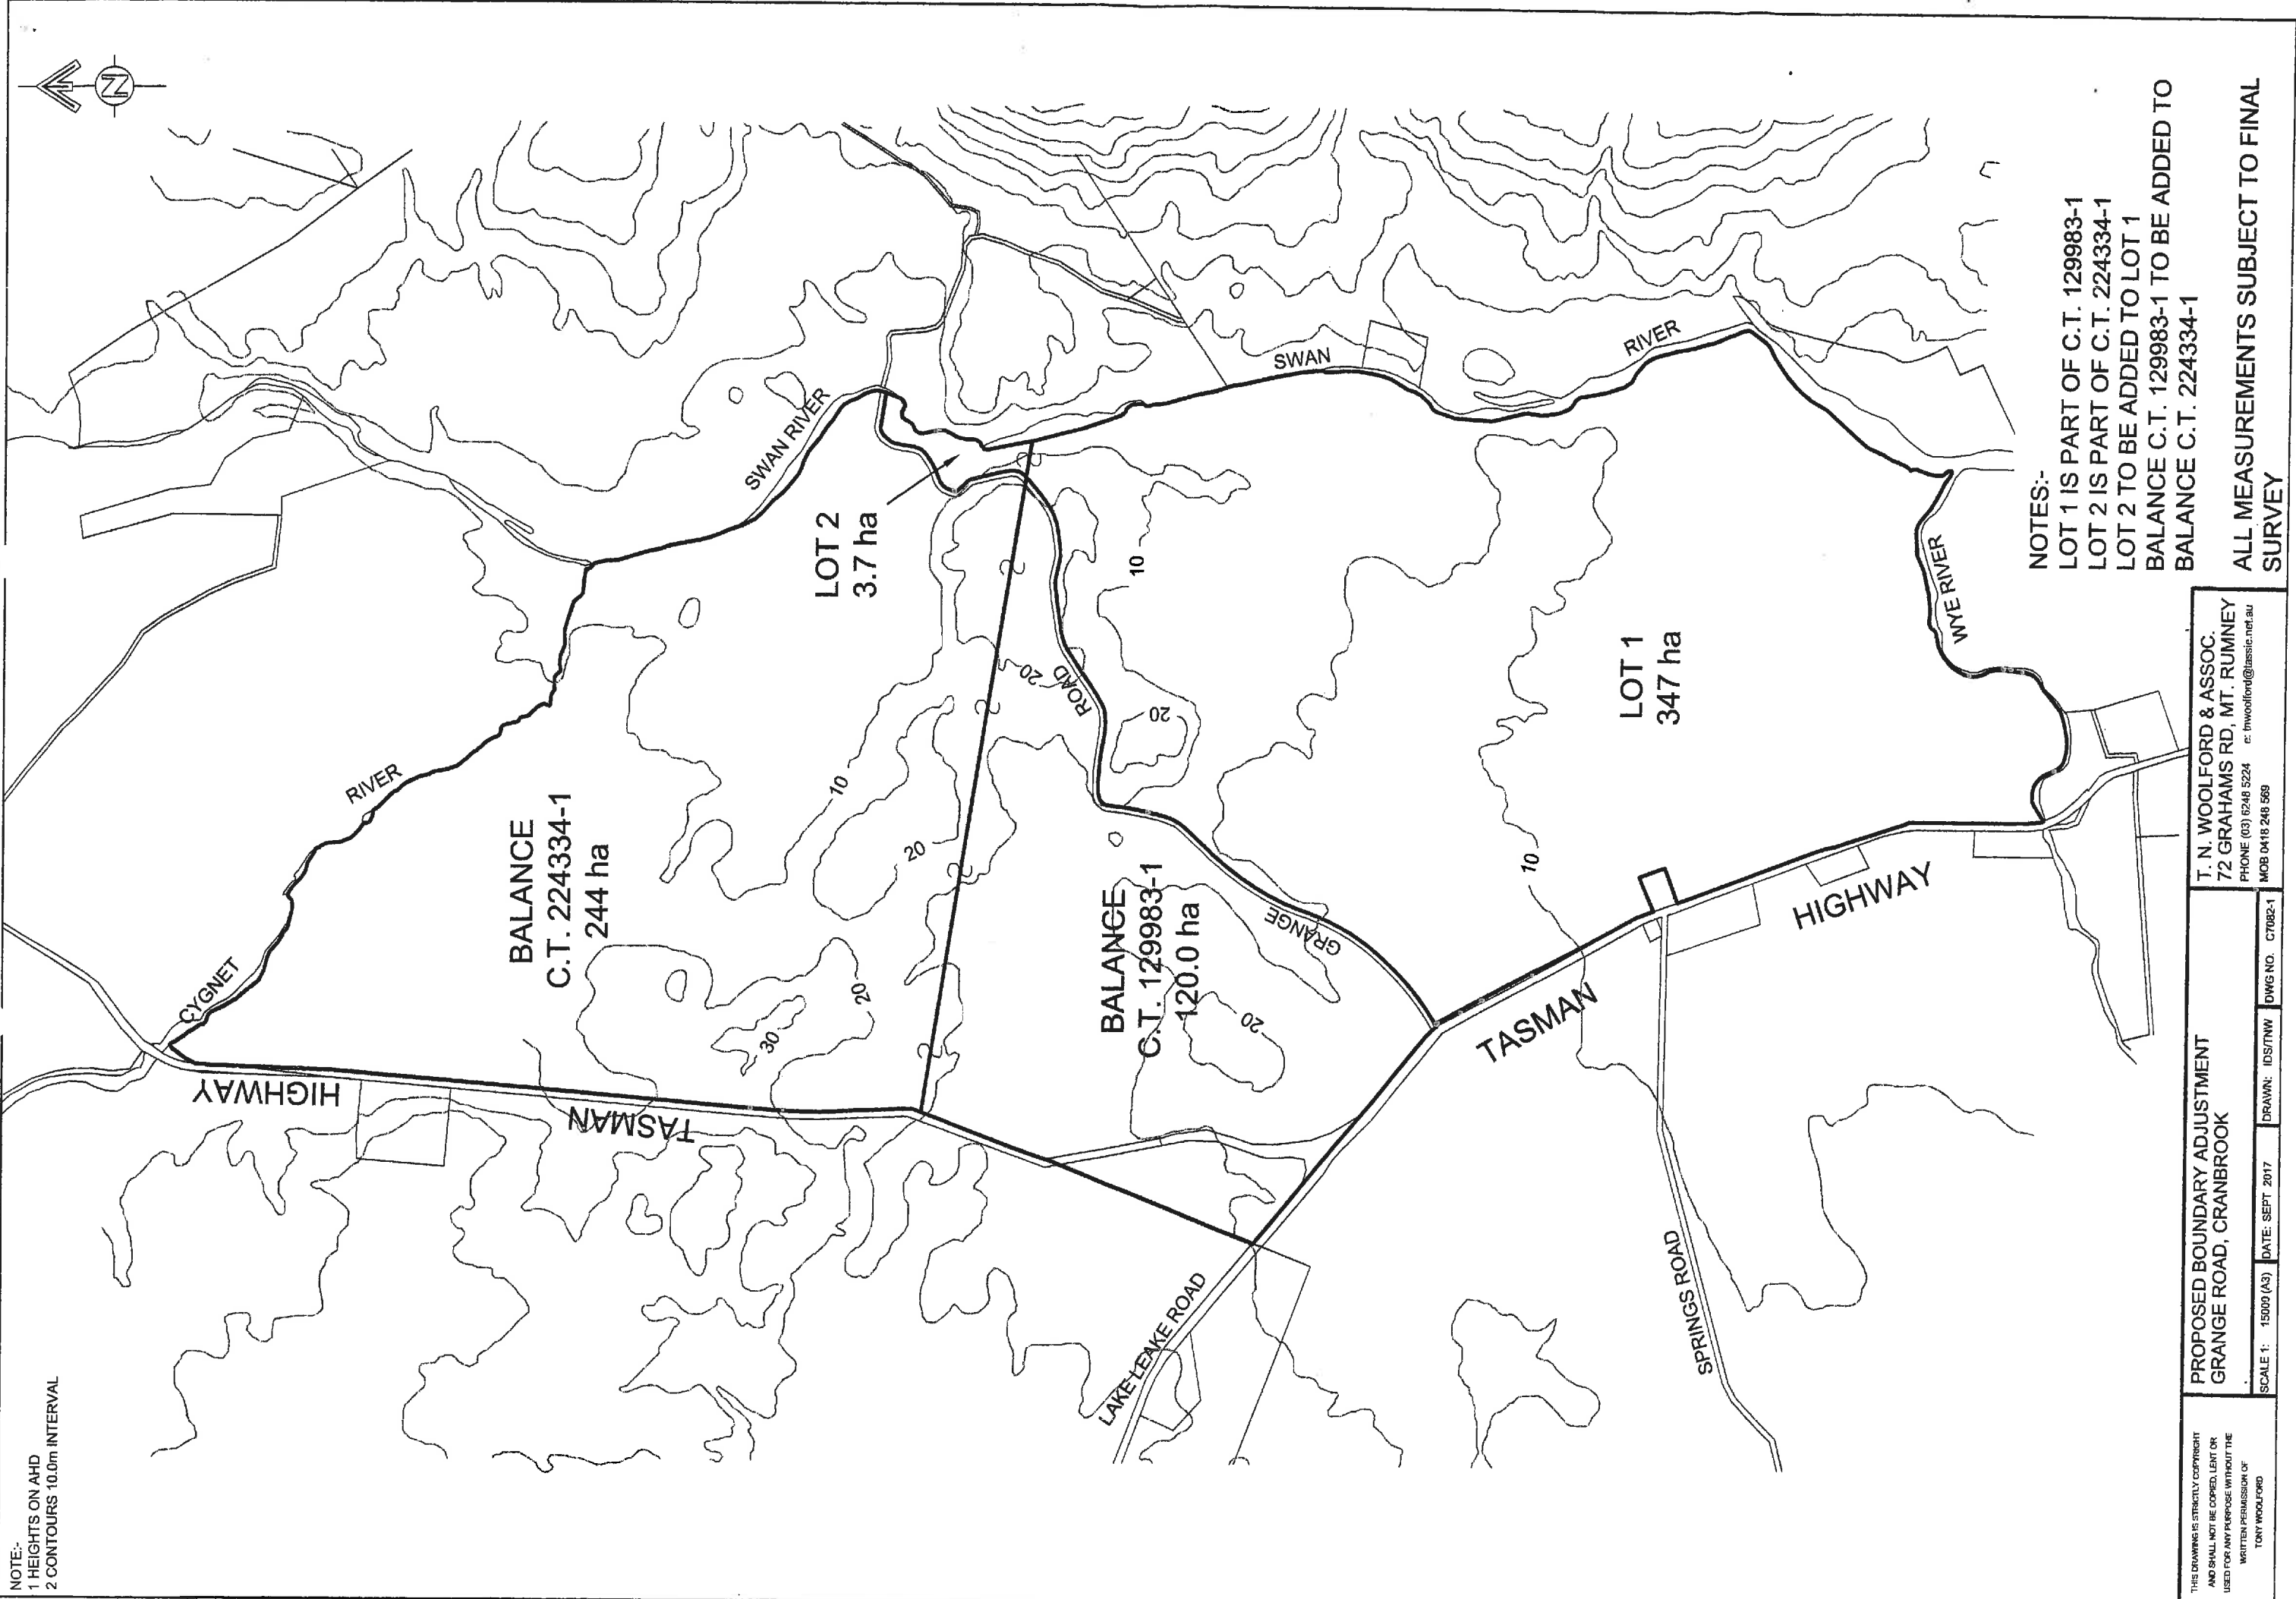 NOTE:-
1 HEIGHTS ON AHD
2 CONTOURS 10.0m INTERVAL
N
CYGNET
RIVER
HIGHWAY
TASMAN
BALANCE
C.T. 224334-1
244 ha
SWAN RIVER
LOT 2
3.7 ha
10
20
30
20
BALANCE
C.T. 129983-1
120.0 ha
20
ROAD
20
20
10
GRANGE
SWAN
RIVER
LOT 1
347 ha
10
TASMAN
HIGHWAY
LAKE LEAKE ROAD
SPRINGS ROAD
WYE RIVER
NOTES:-
LOT 1 IS PART OF C.T. 129983-1
LOT 2 IS PART OF C.T. 224334-1
LOT 2 TO BE ADDED TO LOT 1
BALANCE C.T. 129983-1 TO BE ADDED TO
BALANCE C.T. 224334-1
ALL MEASUREMENTS SUBJECT TO FINAL
SURVEY
THIS DRAWING IS STRICTLY COPYRIGHT
AND SHALL NOT BE COPIED, LENT OR
USED FOR ANY PURPOSE WITHOUT THE
WRITTEN PERMISSION OF
TONY WOOLFORD
PROPOSED BOUNDARY ADJUSTMENT
GRANGE ROAD, CRANBROOK
SCALE 1: 15000 (A3) DATE: SEPT 2017 DRAWN: IDS/TNW DWG NO. C7082-1
T. N. WOOLFORD & ASSOC.
72 GRAHAMS RD, MT. RUMNEY
PHONE (03) 6248 5224 e: tnwoolford@tassie.net.au
MOB 0418 248 569